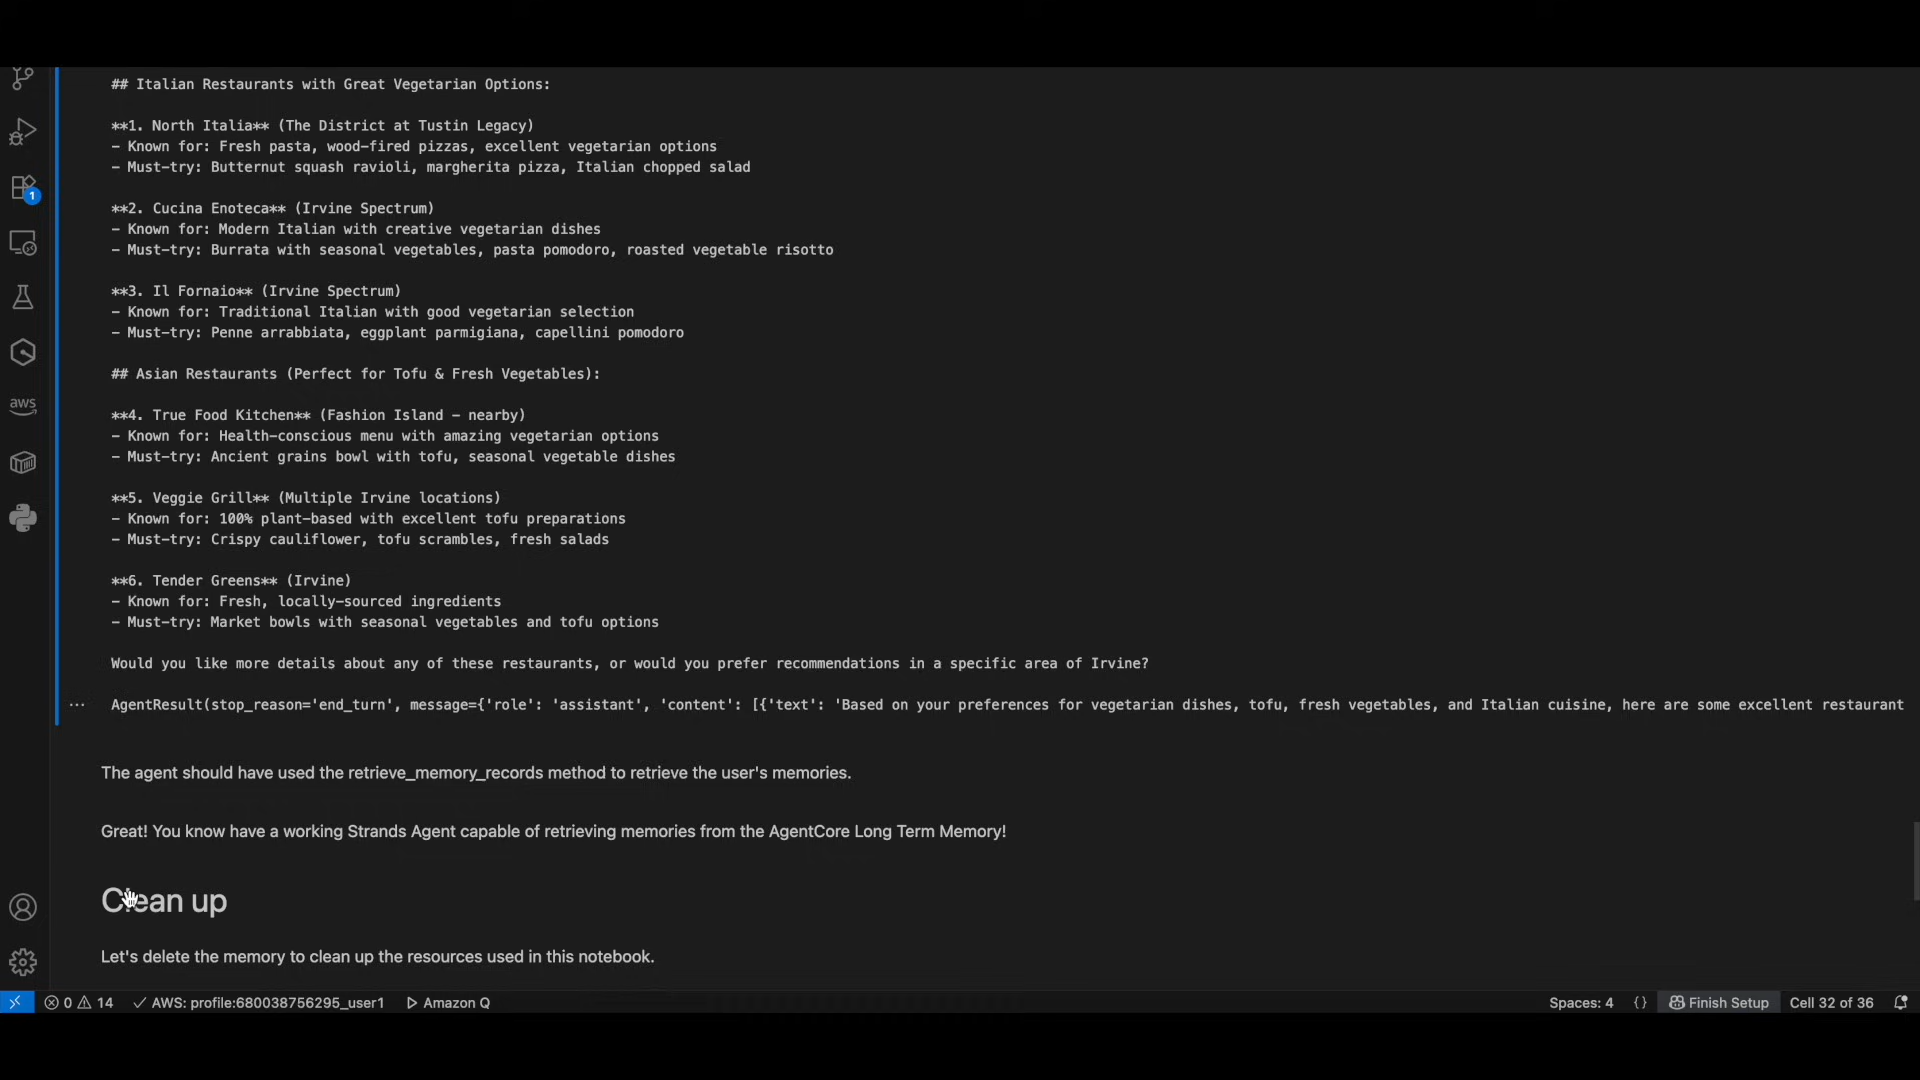 ## Italian Restaurants with Great Vegetarian Options:
**1. North Italia** (The District at Tustin Legacy)
- Known for: Fresh pasta, wood-fired pizzas, excellent vegetarian options
- Must-try: Butternut squash ravioli, margherita pizza, Italian chopped salad
**2. Cucina Enoteca** (Irvine Spectrum)
- Known for: Modern Italian with creative vegetarian dishes
- Must-try: Burrata with seasonal vegetables, pasta pomodoro, roasted vegetable risotto
**3. Il Fornaio** (Irvine Spectrum)
- Known for: Traditional Italian with good vegetarian selection
- Must-try: Penne arrabbiata, eggplant parmigiana, capellini pomodoro
## Asian Restaurants (Perfect for Tofu & Fresh Vegetables):
**4. True Food Kitchen** (Fashion Island - nearby)
- Known for: Health-conscious menu with amazing vegetarian options
- Must-try: Ancient grains bowl with tofu, seasonal vegetable dishes
**5. Veggie Grill** (Multiple Irvine locations)
- Known for: 100% plant-based with excellent tofu preparations
- Must-try: Crispy cauliflower, tofu scrambles, fresh salads
**6. Tender Greens** (Irvine)
- Known for: Fresh, locally-sourced ingredients
- Must-try: Market bowls with seasonal vegetables and tofu options
Would you like more details about any of these restaurants, or would you prefer recommendations in a specific area of Irvine?
... AgentResult(stop_reason='end_turn', message={'role': 'assistant', 'content': [{'text': 'Based on your preferences for vegetarian dishes, tofu, fresh vegetables, and Italian cuisine, here are some excellent restaurant
The agent should have used the retrieve_memory_records method to retrieve the user's memories.
Great! You know have a working Strands Agent capable of retrieving memories from the AgentCore Long Term Memory!
Clean up
Let's delete the memory to clean up the resources used in this notebook.
1
aws
0 14 AWS: profile:680038756295_user1 Amazon Q Spaces: 4 {} Finish Setup Cell 32 of 36